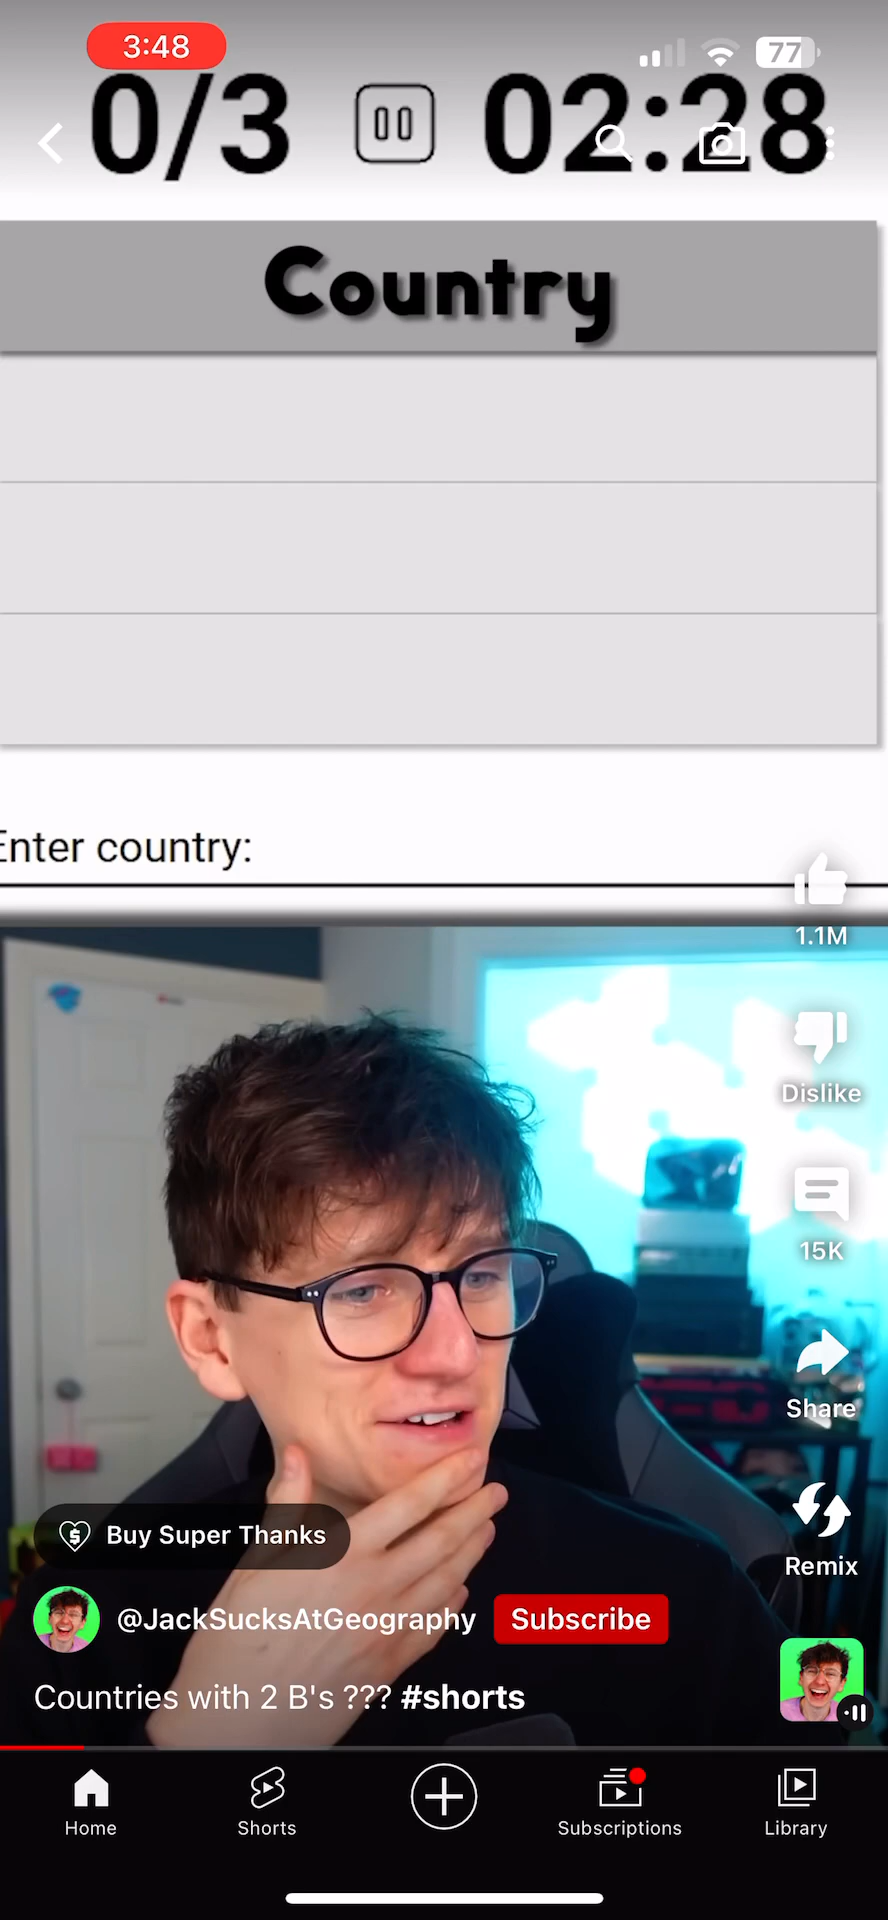 3:48
77
0/3 02:28
Country
Enter country:
1.1M
Dislike
15K
Share
Remix
Buy Super Thanks
@JackSucksAtGeography Subscribe
Countries with 2 B's ??? #shorts
Home Shorts Subscriptions Library